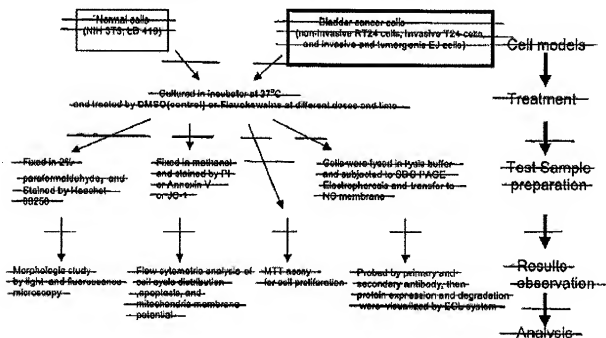 Normal cells
(NIH 3T3, LD 419)
Bladder cancer cells
(non-invasive RT24 cells, Invasive T24 cells,
and invasive and tumorgenic EJ cells)
Cell models
Cultured in incubator at 37°C
and treated by DMSO(control) or Flavokawains at different doses and time
Treatment
Fixed in 2%
paraformaldehyde, and
Stained by Hoechst
33258
Fixed in methanol
and stained by PI
or Annexin V
or JC-1
Cells were lysed in lysis buffer
and subjected to SDS-PAGE
Electrophoresis and transfer to
NC membrane
Test Sample
preparation
Morphologic study
by light and fluorescence
microscopy
Flow cytometric analysis of
cell cycle distribution
apoptosis, and
mitochondria membrane
potential
MTT assay
for cell proliferation
Probed by primary and
secondary antibody, then
protein expression and degradation
were visualized by ECL system
Results
observation
Analysis